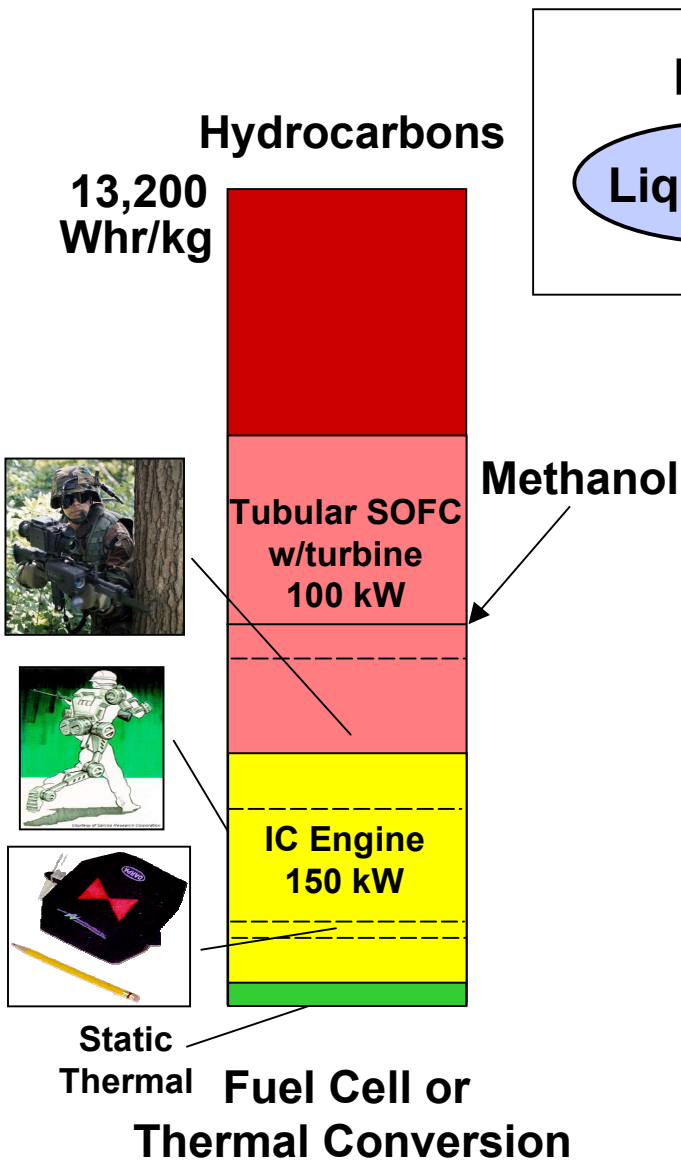 Hydrocarbons
13,200
Whr/kg
Liq
Methanol
Tubular SOFC
w/turbine
100 kW
IC Engine
150 kW
Static
Thermal
Fuel Cell or
Thermal Conversion